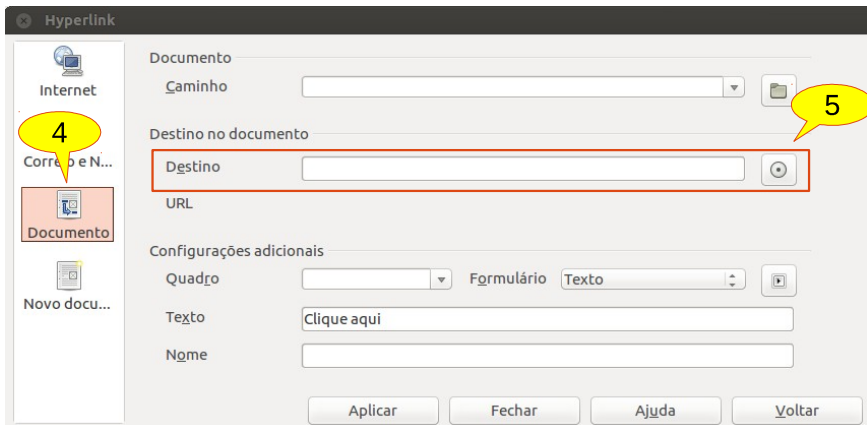 Hyperlink
Internet
4
Correio e N...
Documento
Novo docu...
Documento
Caminho
5
Destino no documento
Destino
URL
Configurações adicionais
Quadro
Formulário Texto
Texto Clique aqui
Nome
Aplicar Fechar Ajuda Voltar